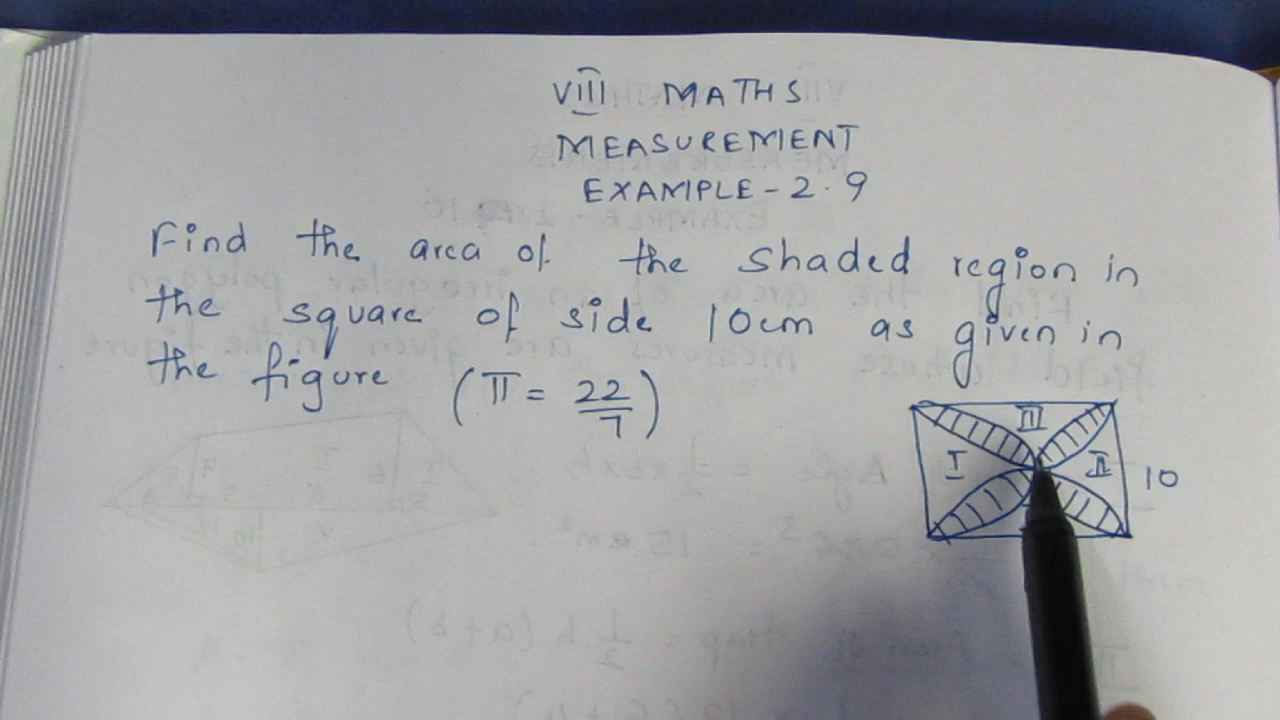 VIII MATHS
MEASUREMENT
EXAMPLE - 2.9
Find the area of the shaded region in
the square of side 10cm as given in
the figure (π = 22/7)
III
I II 10